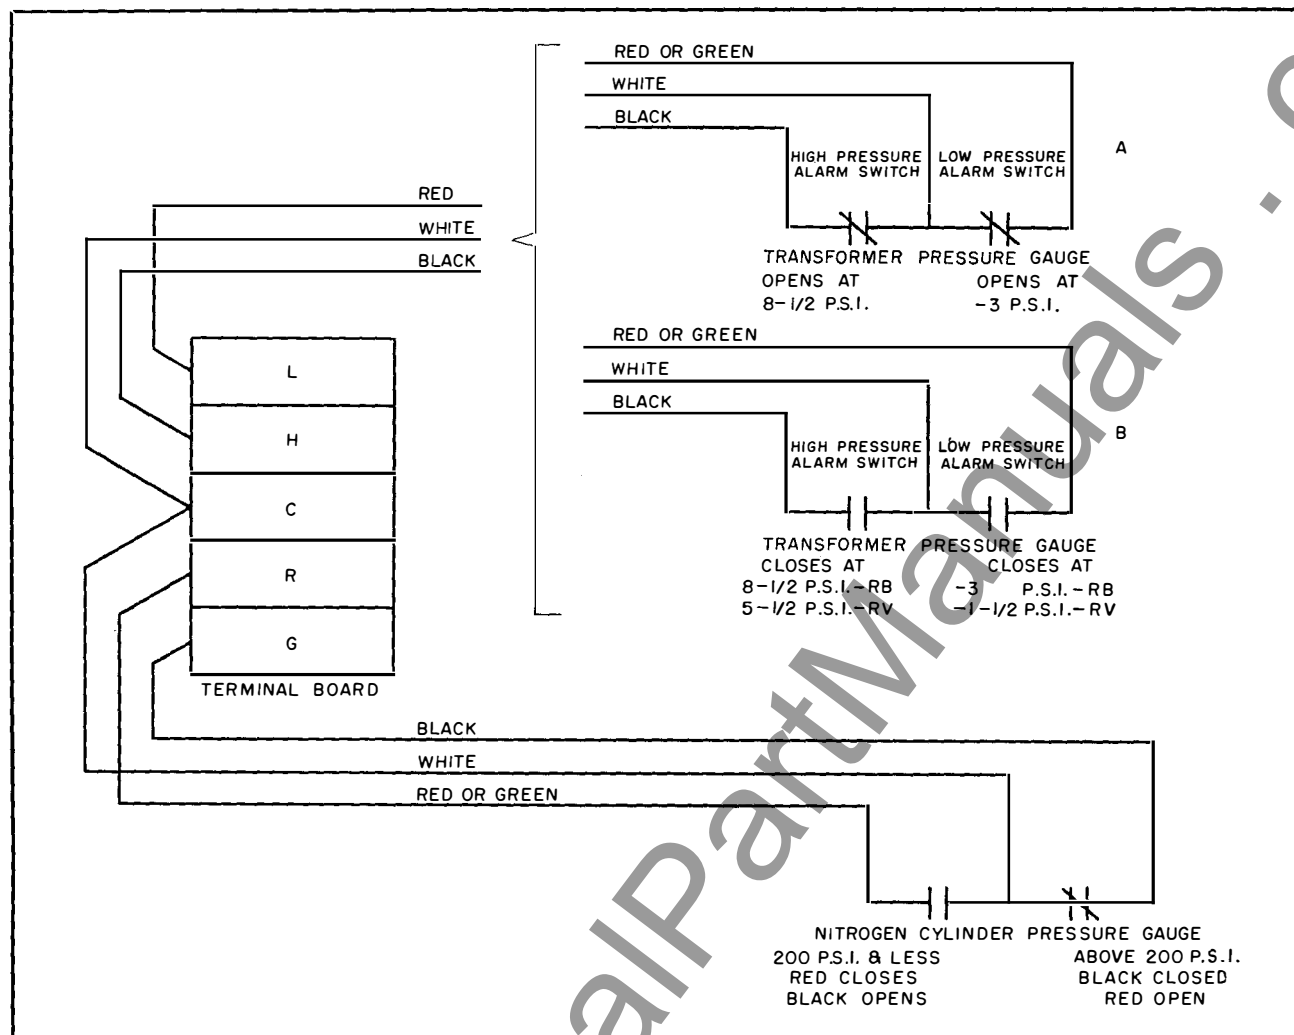 RED OR GREEN
WHITE
BLACK
HIGH PRESSURE
ALARM SWITCH
LOW PRESSURE
ALARM SWITCH
A
RED
WHITE
BLACK
TRANSFORMER PRESSURE GAUGE
OPENS AT
8-1/2 P.S.I.
OPENS AT
-3 P.S.I.
RED OR GREEN
WHITE
BLACK
HIGH PRESSURE
ALARM SWITCH
LOW PRESSURE
ALARM SWITCH
B
TRANSFORMER PRESSURE GAUGE
CLOSES AT
8-1/2 P.S.I.-RB
5-1/2 P.S.I.-RV
CLOSES AT
-3 P.S.I.-RB
-1-1/2 P.S.I.-RV
L
H
C
R
G
TERMINAL BOARD
BLACK
WHITE
RED OR GREEN
NITROGEN CYLINDER PRESSURE GAUGE
200 P.S.I. & LESS
RED CLOSES
BLACK OPENS
ABOVE 200 P.S.I.
BLACK CLOSED
RED OPEN
alPartManuals .